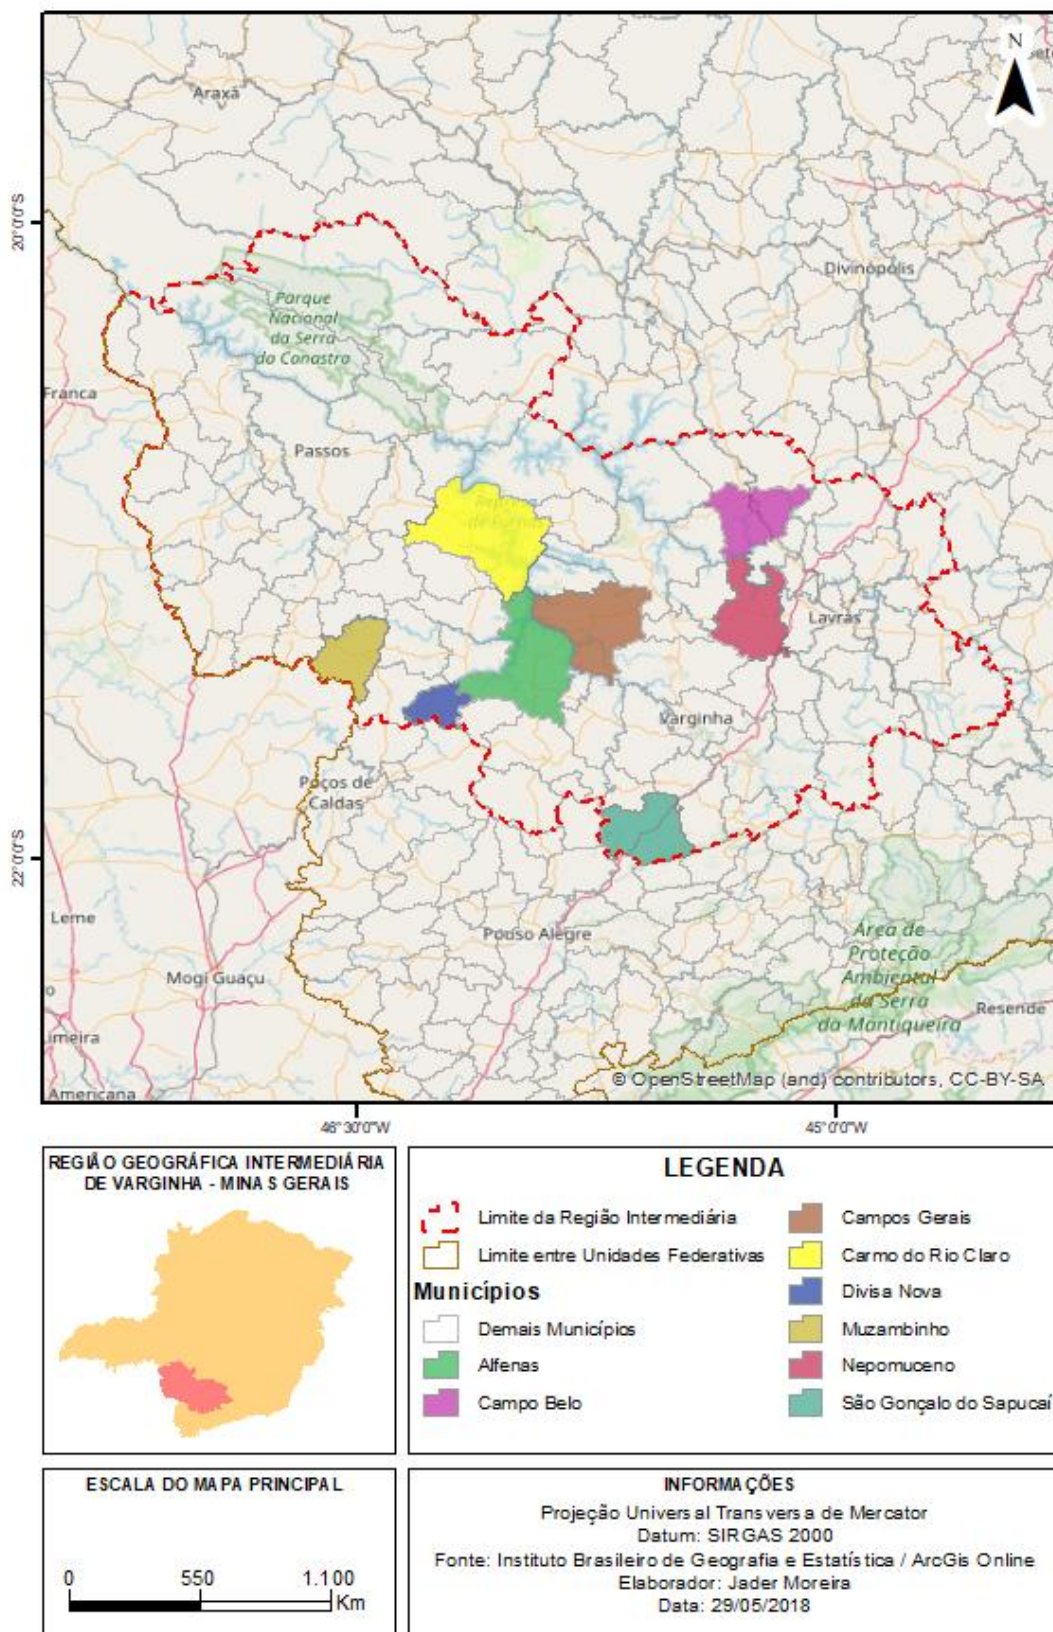 N
Araxá
20°0'0"S
Divinópolis
Parque
Nacional
da Serra
da Canastra
Franca
Passos
Represa
de Furnas
Lavras
Varginha
Poços de
Caldas
22°0'0"S
Leme
Pouso Alegre
Área de
Proteção
Ambiental
da Serra
da Mantiqueira
Mogi Guaçu
Resende
imeira
Americana
© OpenStreetMap (and) contributors, CC-BY-SA
46°30'0"W
45°0'0"W
REGIÃO GEOGRÁFICA INTERMEDIÁRIA
DE VARGINHA - MINAS GERAIS
LEGENDA
Limite da Região Intermediária
Limite entre Unidades Federativas
Municípios
Demais Municípios
Alfenas
Campo Belo
Campos Gerais
Carmo do Rio Claro
Divisa Nova
Muzambinho
Nepomuceno
São Gonçalo do Sapucaí
ESCALA DO MAPA PRINCIPAL
0 550 1.100
Km
INFORMAÇÕES
Projeção Universal Transversa de Mercator
Datum: SIRGAS 2000
Fonte: Instituto Brasileiro de Geografia e Estatística / ArcGis Online
Elaborador: Jader Moreira
Data: 29/05/2018